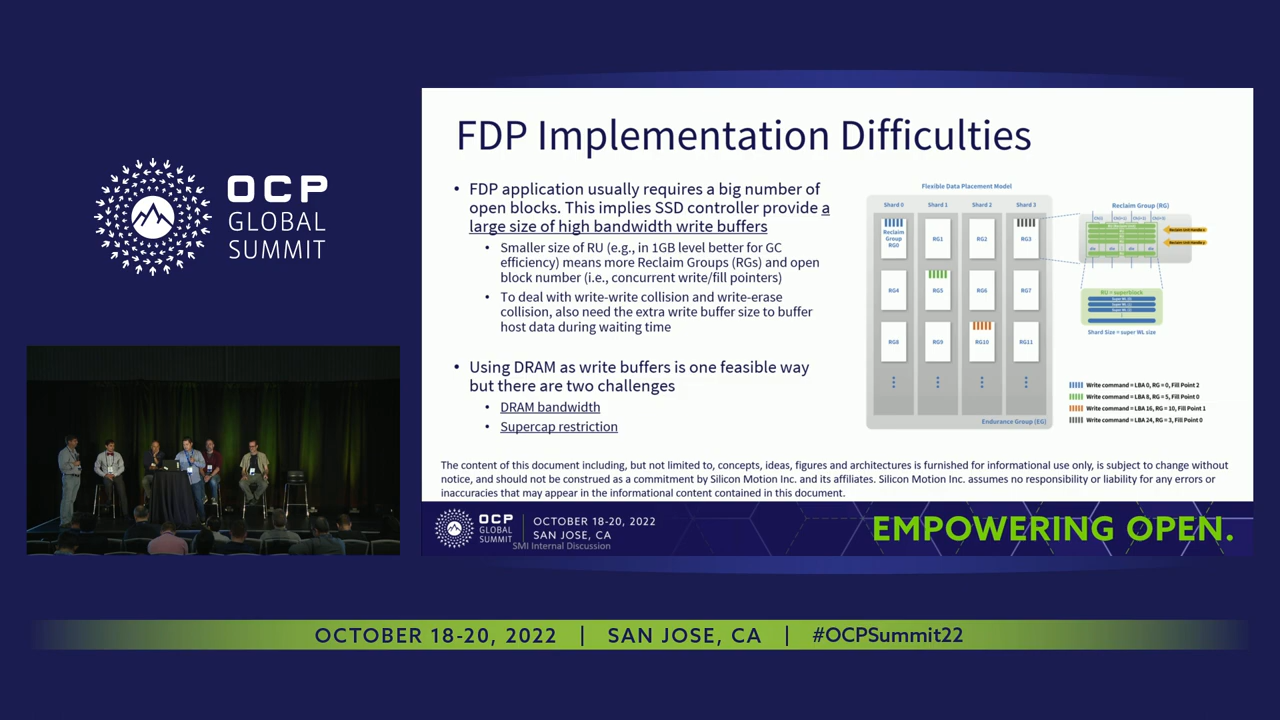 OCP
GLOBAL
SUMMIT
FDP Implementation Difficulties
• FDP application usually requires a big number of
open blocks. This implies SSD controller provide a
large size of high bandwidth write buffers
• Smaller size of RU (e.g., in 1GB level better for GC
efficiency) means more Reclaim Groups (RGs) and open
block number (i.e., concurrent write/fill pointers)
• To deal with write-write collision and write-erase
collision, also need the extra write buffer size to buffer
host data during waiting time
• Using DRAM as write buffers is one feasible way
but there are two challenges
• DRAM bandwidth
• Supercap restriction
Flexible Data Placement Model
Shard 0 Shard 1 Shard 2 Shard 3
Reclaim
Group
RG0
RG1 RG2 RG3
RG4 RG5 RG6 RG7
RG8 RG9 RG10 RG11
Endurance Group (EG)
Reclaim Group (RG)
RU = superblock
Shard Size = super WL size
Write command = LBA 0, RG = 0, Fill Point 2
Write command = LBA 8, RG = 5, Fill Point 0
Write command = LBA 16, RG = 10, Fill Point 1
Write command = LBA 24, RG = 3, Fill Point 0
The content of this document including, but not limited to, concepts, ideas, figures and architectures is furnished for informational use only, is subject to change without
notice, and should not be construed as a commitment by Silicon Motion Inc. and its affiliates. Silicon Motion Inc. assumes no responsibility or liability for any errors or
inaccuracies that may appear in the informational content contained in this document.
OCP
GLOBAL
SUMMIT
OCTOBER 18-20, 2022
SAN JOSE, CA
SMI Internal Discussion
EMPOWERING OPEN.
OCTOBER 18-20, 2022 | SAN JOSE, CA | #OCPSummit22